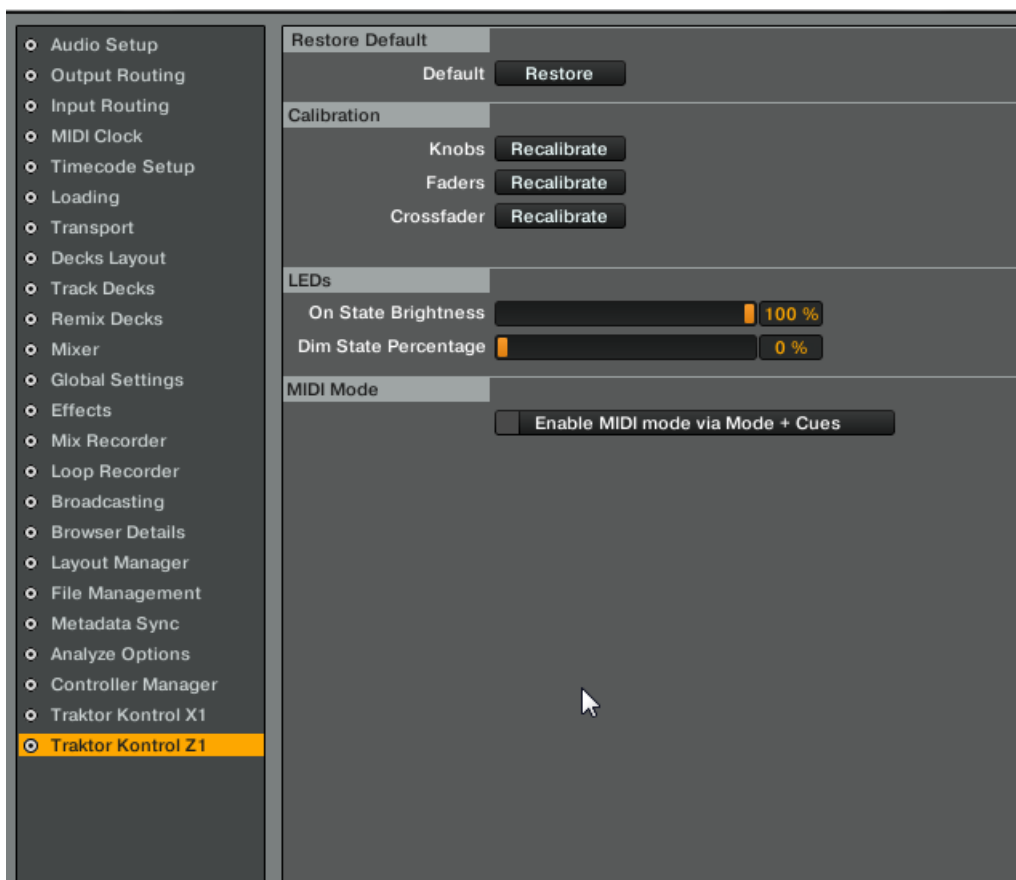 Audio Setup
Output Routing
Input Routing
MIDI Clock
Timecode Setup
Loading
Transport
Decks Layout
Track Decks
Remix Decks
Mixer
Global Settings
Effects
Mix Recorder
Loop Recorder
Broadcasting
Browser Details
Layout Manager
File Management
Metadata Sync
Analyze Options
Controller Manager
Traktor Kontrol X1
Traktor Kontrol Z1
Restore Default
Default Restore
Calibration
Knobs Recalibrate
Faders Recalibrate
Crossfader Recalibrate
LEDs
On State Brightness 100 %
Dim State Percentage 0 %
MIDI Mode
Enable MIDI mode via Mode + Cues